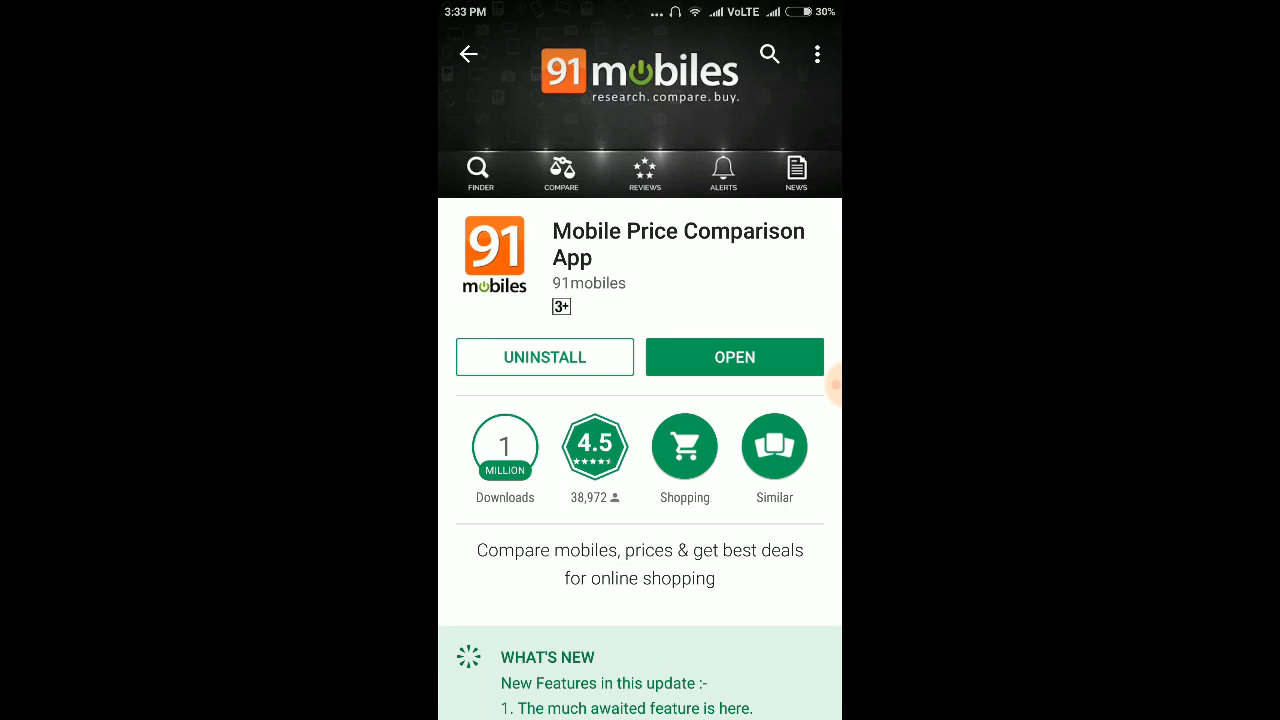 3:33 PM
... VoLTE 30%
91 mobiles
research. compare. buy.
FINDER COMPARE REVIEWS ALERTS NEWS
91
mobiles
Mobile Price Comparison
App
91mobiles
3+
UNINSTALL OPEN
1
MILLION
4.5
Downloads 38,972 Shopping Similar
Compare mobiles, prices & get best deals
for online shopping
WHAT'S NEW
New Features in this update :-
1. The much awaited feature is here.